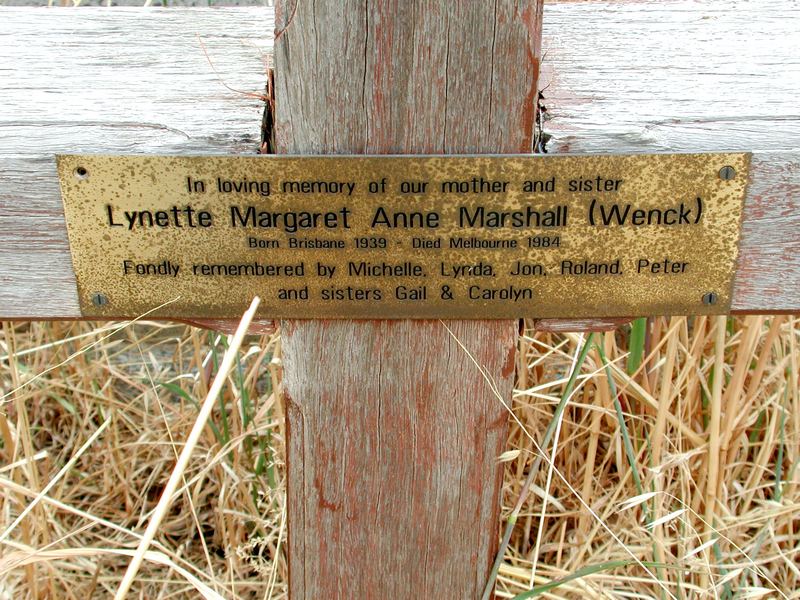 In loving memory of our mother and sister
Lynette Margaret Anne Marshall (Wenck)
Born Brisbane 1939 - Died Melbourne 1984
Fondly remembered by Michelle, Lynda, Jon, Roland, Peter
and sisters Gail & Carolyn